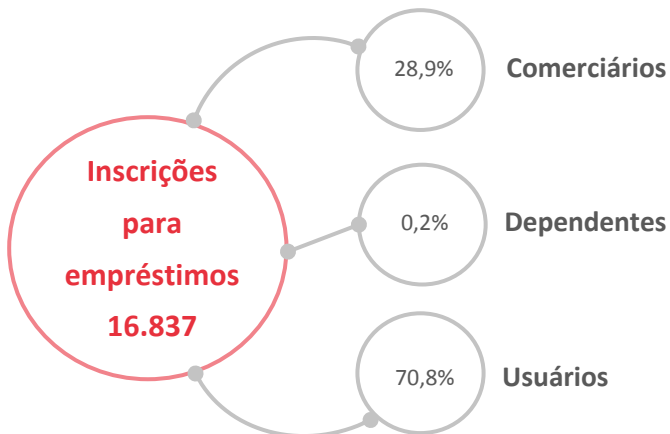 Inscrições
para
empréstimos
16.837
28,9%
Comerciários
0,2%
Dependentes
70,8%
Usuários